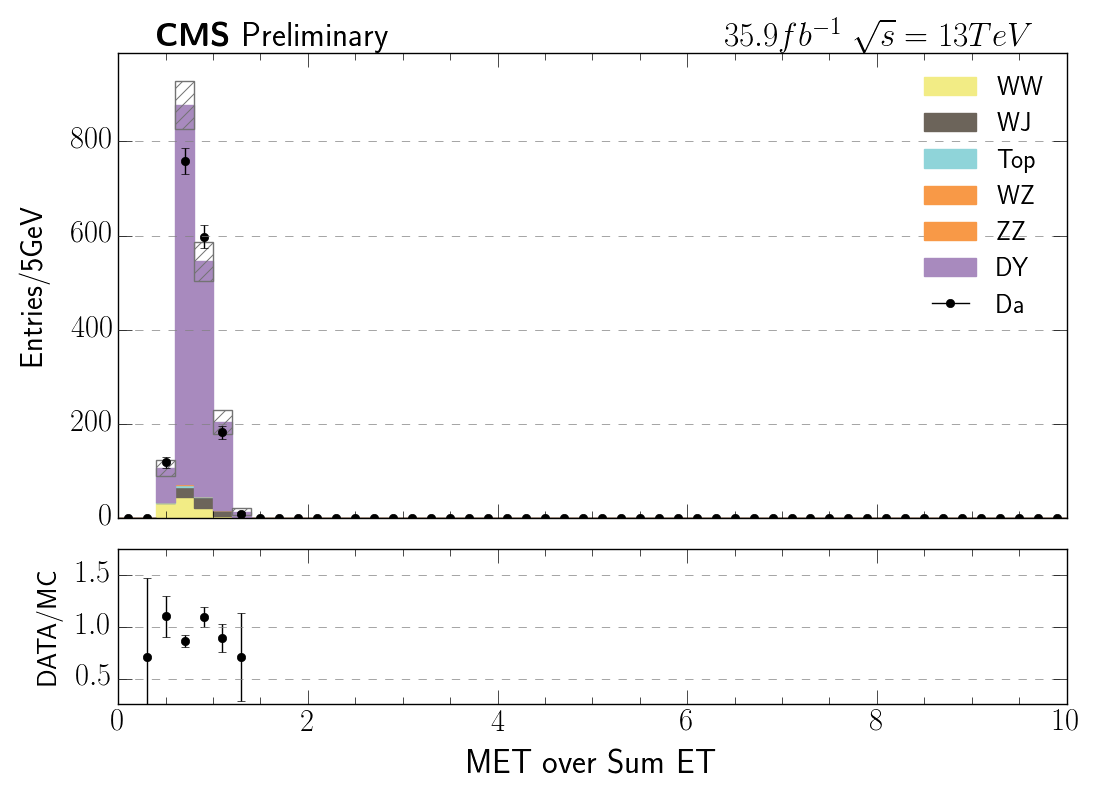 CMS Preliminary
35.9fb⁻¹ √s = 13TeV
Entries/5GeV
800
600
400
200
0
WW
WJ
Top
WZ
ZZ
DY
Da
DATA/MC
1.5
1.0
0.5
0 2 4 6 8 10
MET over Sum ET